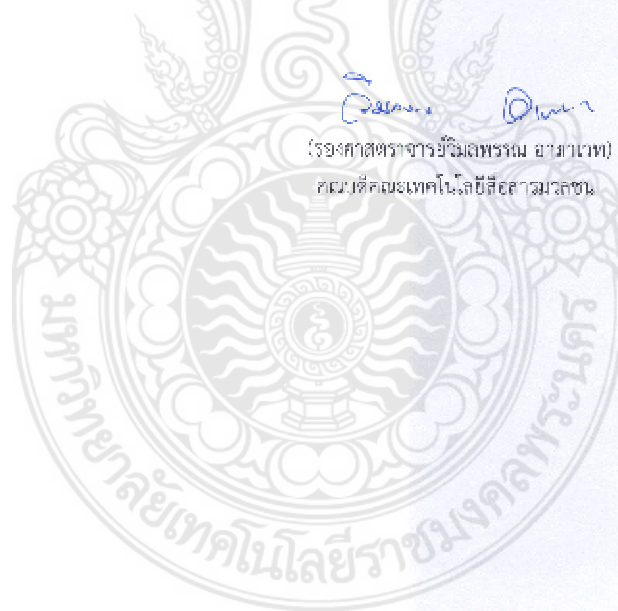 (รองศาสตราจารย์วิมลพรรณ อาภาเวท)
คณบดีคณะเทคโนโลยีสื่อสารมวลชน
มหาวิทยาลัยเทคโนโลยีราชมงคลพระนคร